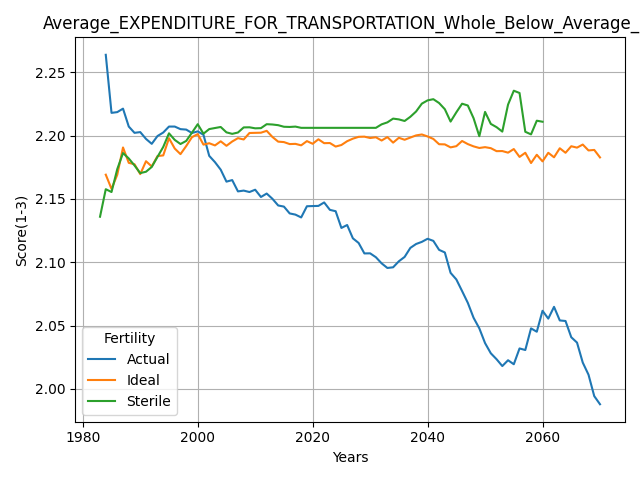 Average_EXPENDITURE_FOR_TRANSPORTATION_Whole_Below_Average_
2.25
2.20
2.15
2.10
2.05
2.00
Score(1-3)
Fertility
Actual
Ideal
Sterile
1980 2000 2020 2040 2060
Years